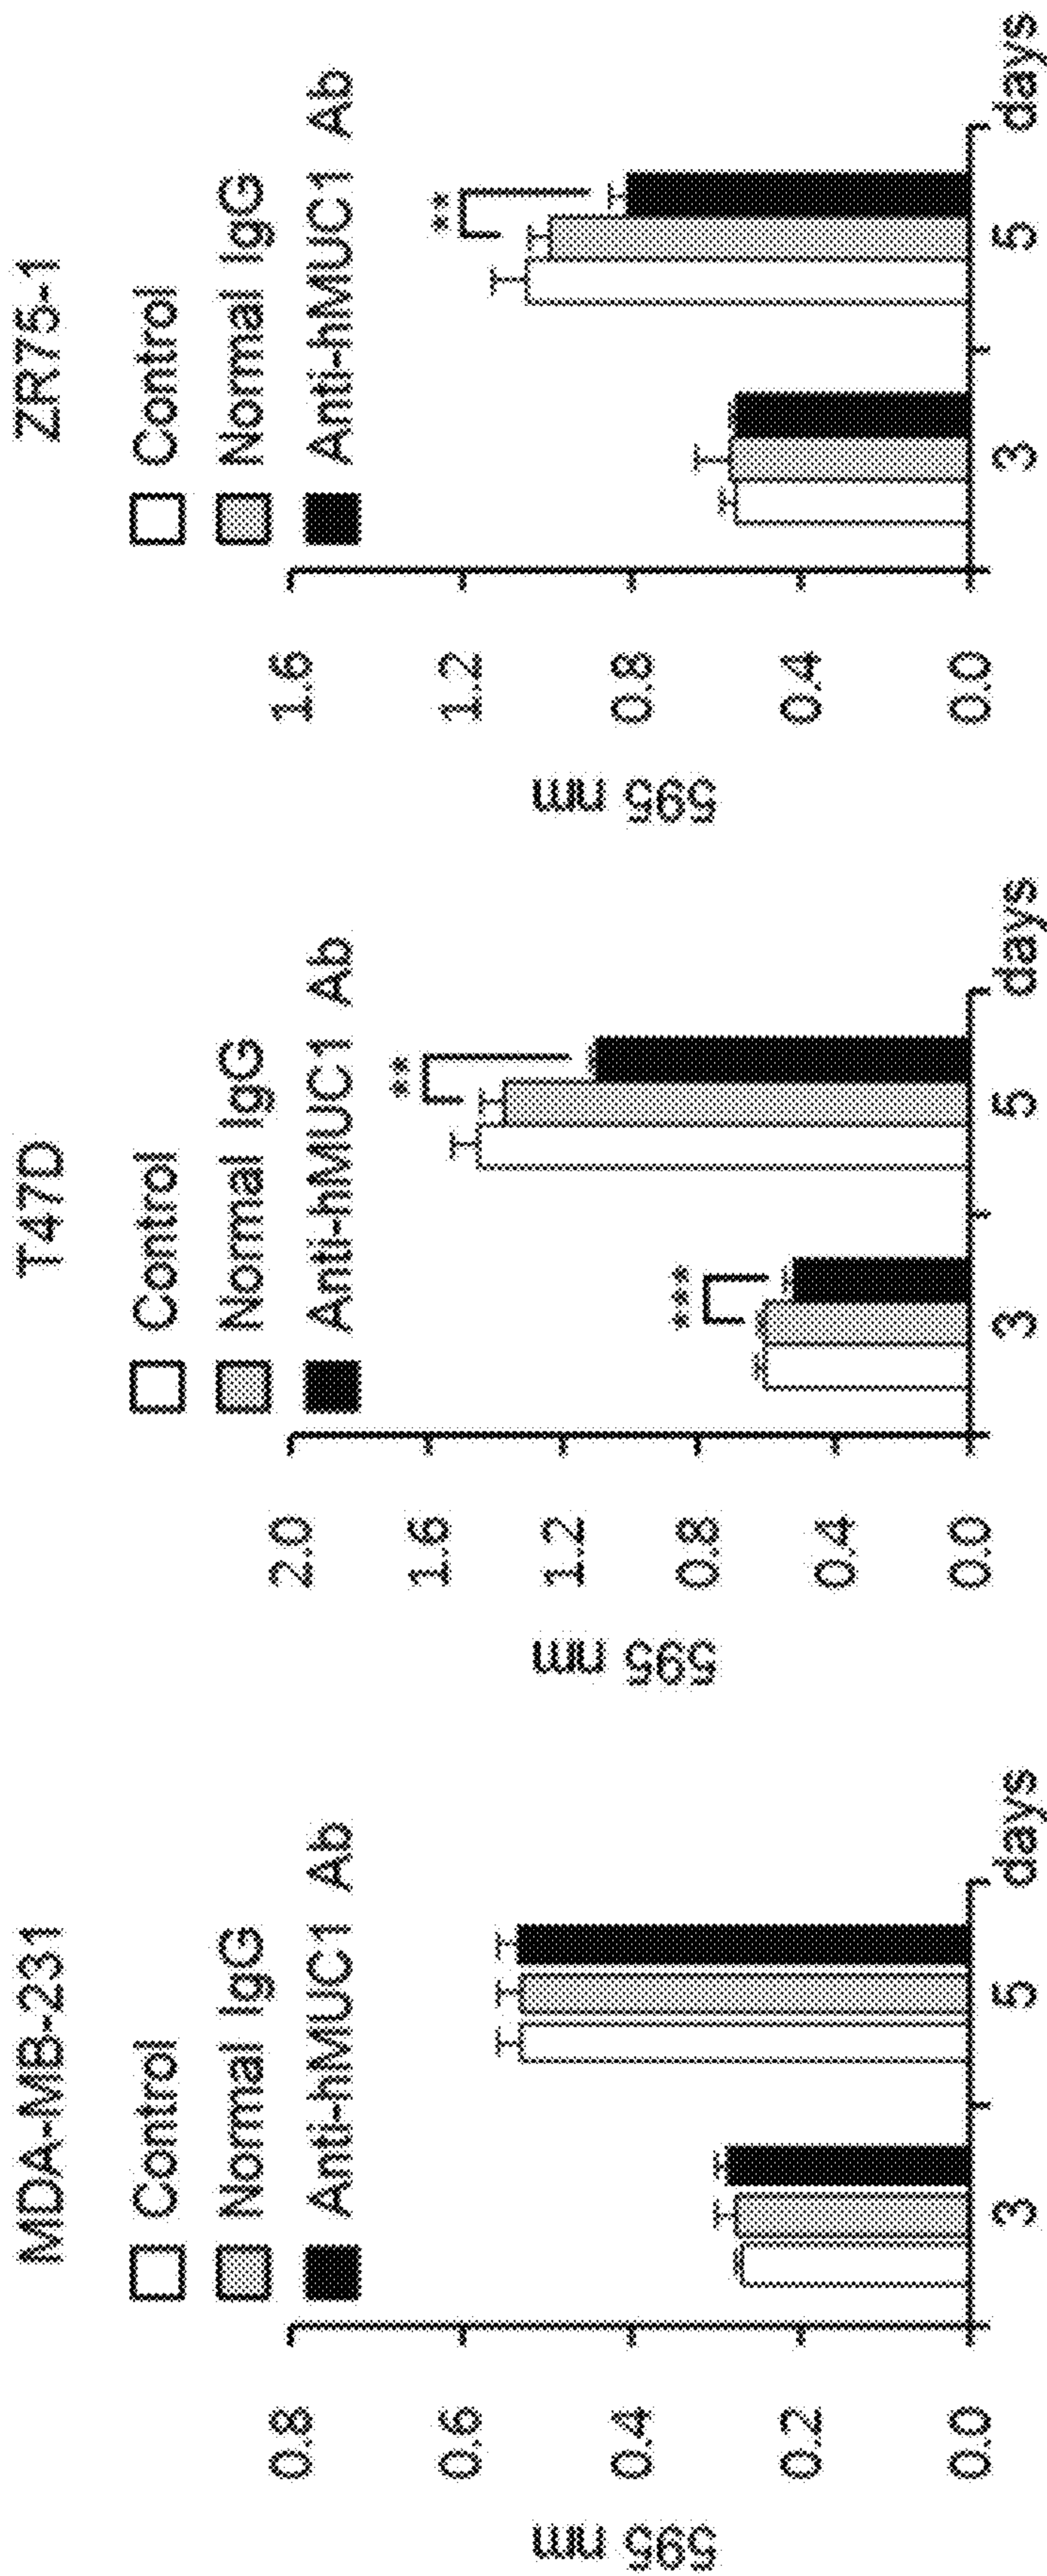 MDA-MB-231
Control
Normal IgG
Anti-hMUC1 Ab
595 nm
0.8
0.6
0.4
0.2
0.0
3
5
days
T47D
Control
Normal IgG
Anti-hMUC1 Ab
595 nm
2.0
1.6
1.2
0.8
0.4
0.0
***
**
3
5
days
ZR75-1
Control
Normal IgG
Anti-hMUC1 Ab
595 nm
1.6
1.2
0.8
0.4
0.0
**
3
5
days